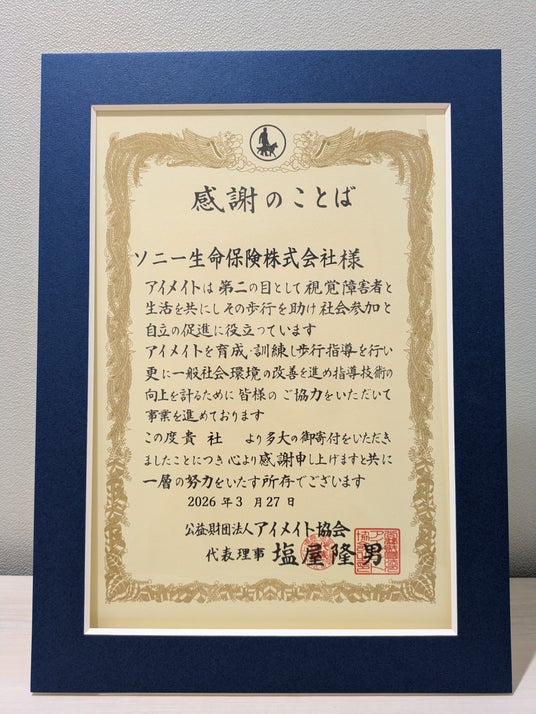 感謝のことば
ソニー生命保険株式会社様
アイメイトは第二の目として視覚障害者と
生活を共にしその歩行を助け社会参加と
自立の促進に役立っています
アイメイトを育成・訓練し歩行指導を行い
更に一般社会環境の改善を進め指導技術の
向上を計るために皆様のご協力をいただいて
事業を進めております
この度貴社 より多大の御寄付をいただき
ましたことにつき心より感謝申し上げますと共に
一層の努力をいたす所存でございます
2026年3月27日
公益財団法人アイメイト協会
代表理事 塩屋隆男